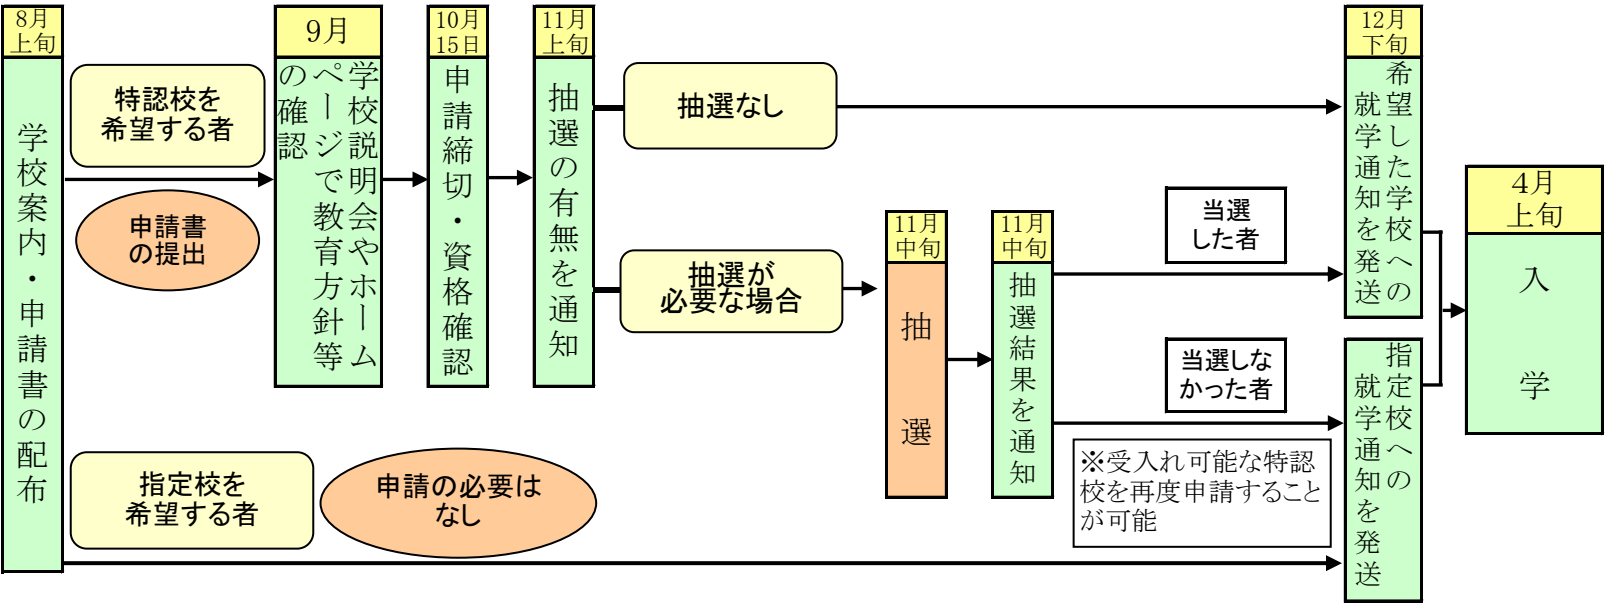 8月
上旬
学校案内・申請書の配布
特認校を
希望する者
申請書
の提出
指定校を
希望する者
申請の必要は
なし
9月
学校説明会やホーム
ページで教育方針等
の確認
10月
15日
申請締切・資格確認
11月
上旬
抽選の有無を通知
抽選なし
抽選が
必要な場合
11月
中旬
抽選
11月
中旬
抽選結果を通知
当選
した者
当選しな
かった者
※受入れ可能な特認
校を再度申請すること
が可能
12月
下旬
希望した学校への
就学通知を発送
指定校への
就学通知を発送
4月
上旬
入学